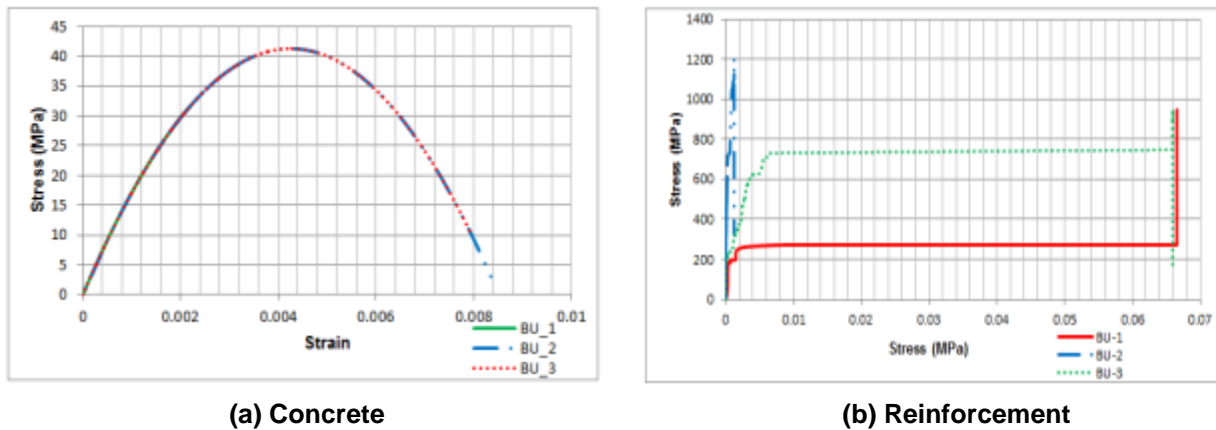 45
40
35
30
25
20
15
10
5
0
Stress (MPa)
0
0.002
0.004
0.006
0.008
0.01
Strain
BU_1
BU_2
BU_3
(a) Concrete
1400
1200
1000
800
600
400
200
0
Stress (MPa)
0
0.01
0.02
0.03
0.04
0.05
0.06
0.07
Stress (MPa)
BU-1
BU-2
BU-3
(b) Reinforcement